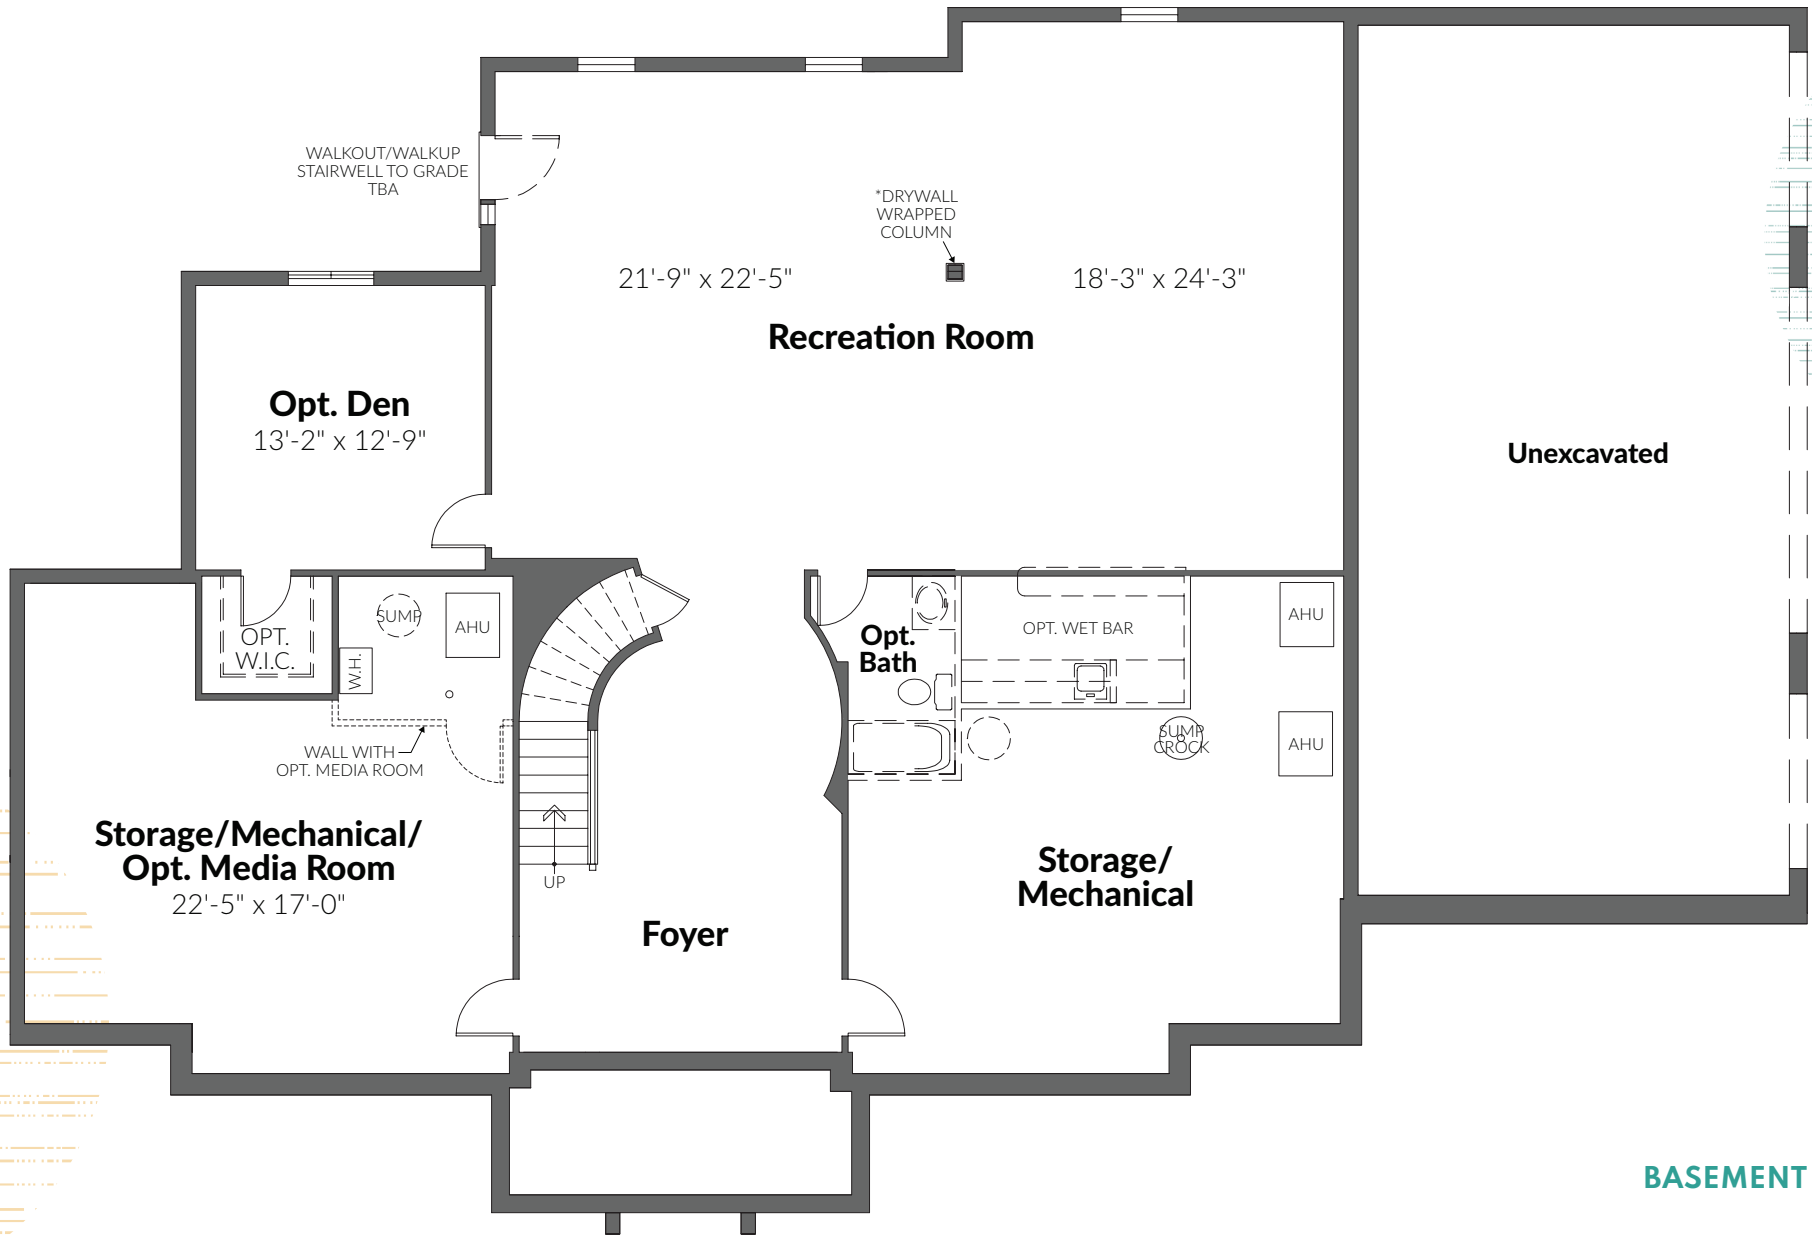 WALKOUT/WALKUP
STAIRWELL TO GRADE
TBA
*DRYWALL
WRAPPED
COLUMN
21'-9" x 22'-5"
18'-3" x 24'-3"
Recreation Room
Opt. Den
13'-2" x 12'-9"
Unexcavated
SUMP
AHU
OPT.
W.I.C.
W.H.
Opt.
Bath
OPT. WET BAR
AHU
WALL WITH
OPT. MEDIA ROOM
SUMP
CROCK
AHU
Storage/Mechanical/
Opt. Media Room
22'-5" x 17'-0"
UP
Storage/
Mechanical
Foyer
BASEMENT